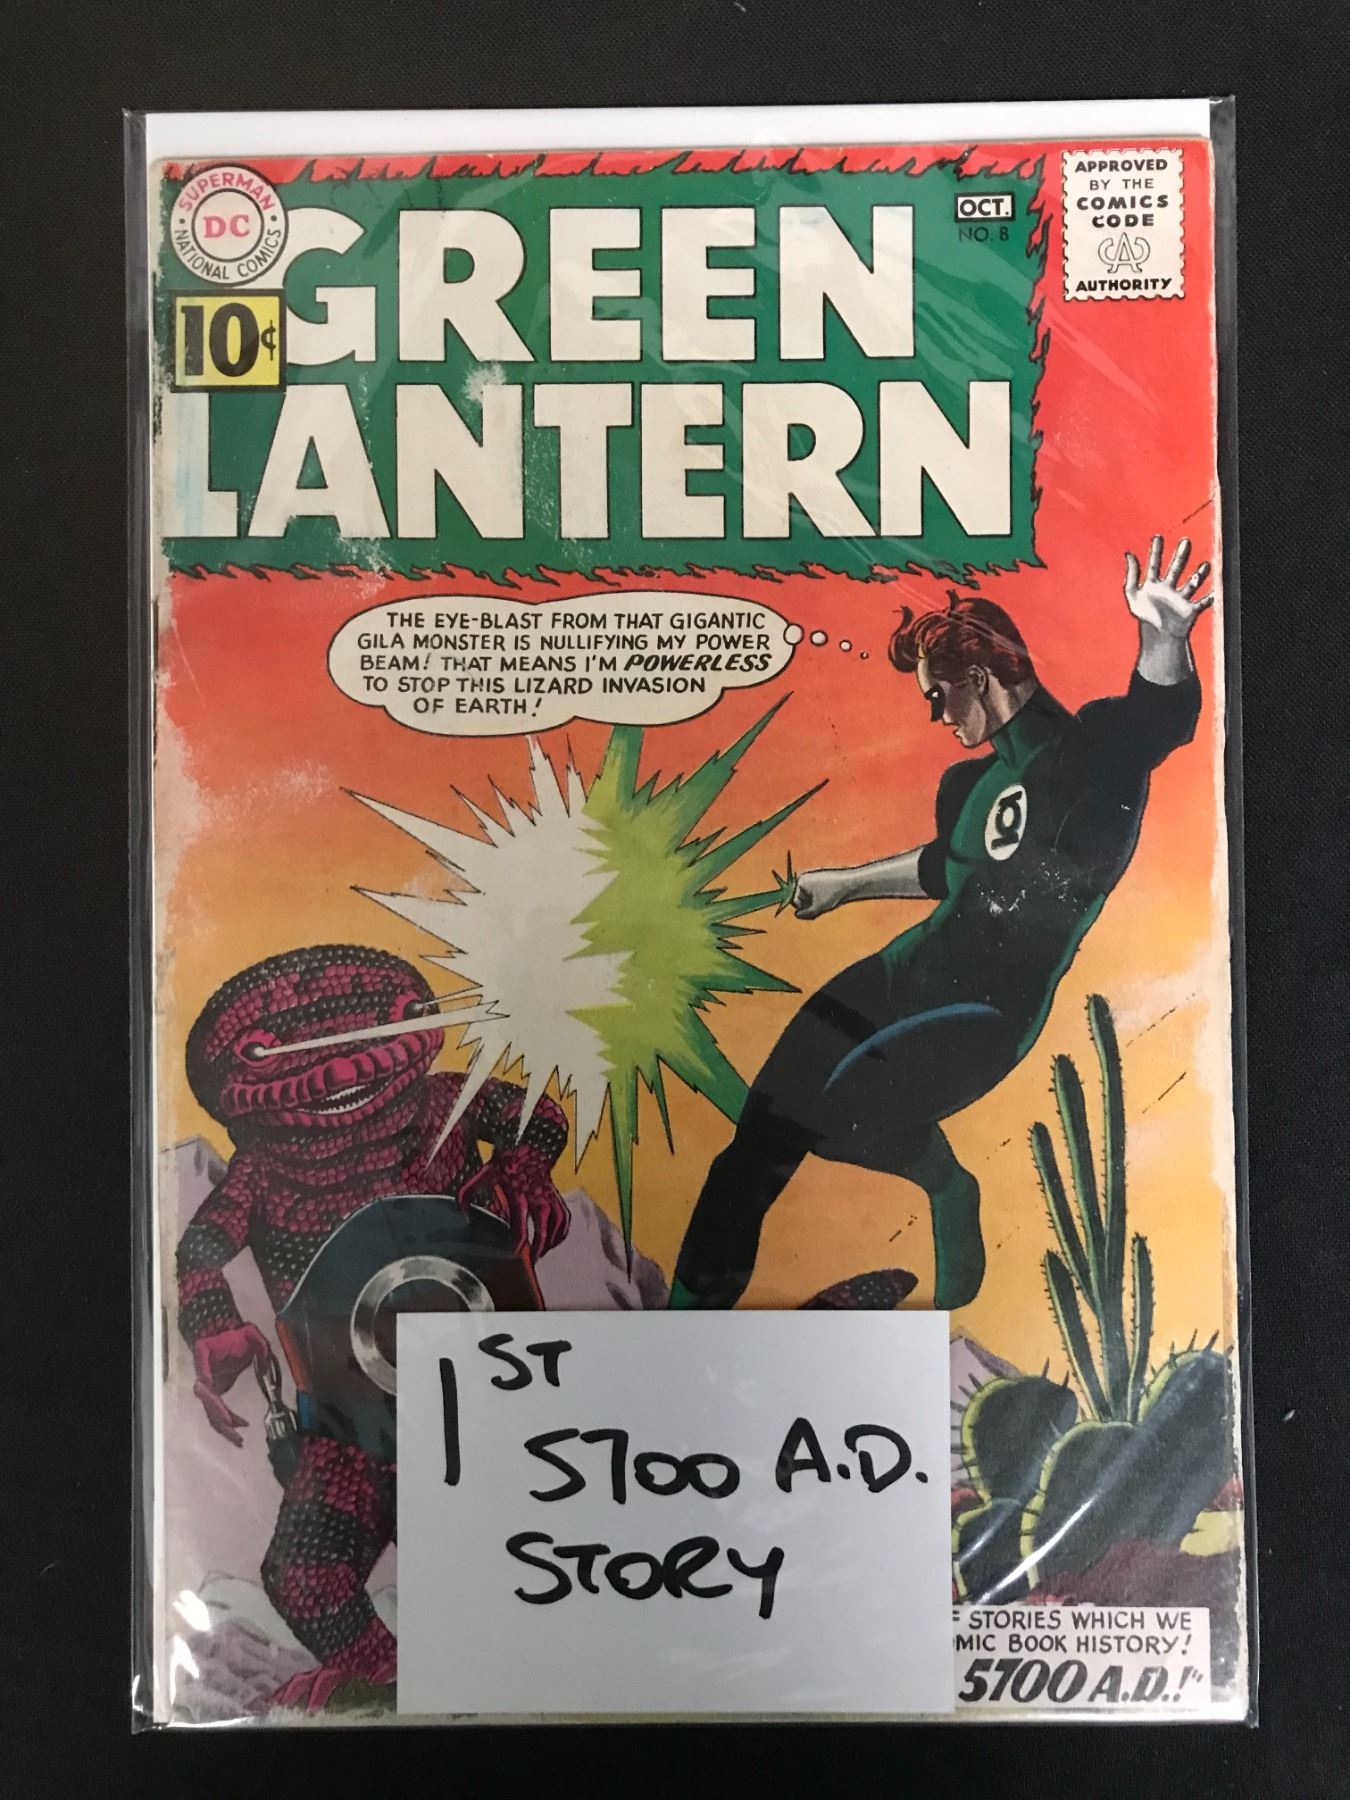 SUPERMAN
DC
NATIONAL COMICS
10¢
GREEN
LANTERN
OCT.
NO. 8
APPROVED
BY THE
COMICS
CODE
CA
AUTHORITY
THE EYE-BLAST FROM THAT GIGANTIC
GILA MONSTER IS NULLIFYING MY POWER
BEAM! THAT MEANS I'M POWERLESS
TO STOP THIS LIZARD INVASION
OF EARTH!
1ST
5700 A.D.
STORY
STORIES WHICH WE
MIC BOOK HISTORY!
5700 A.D.!"